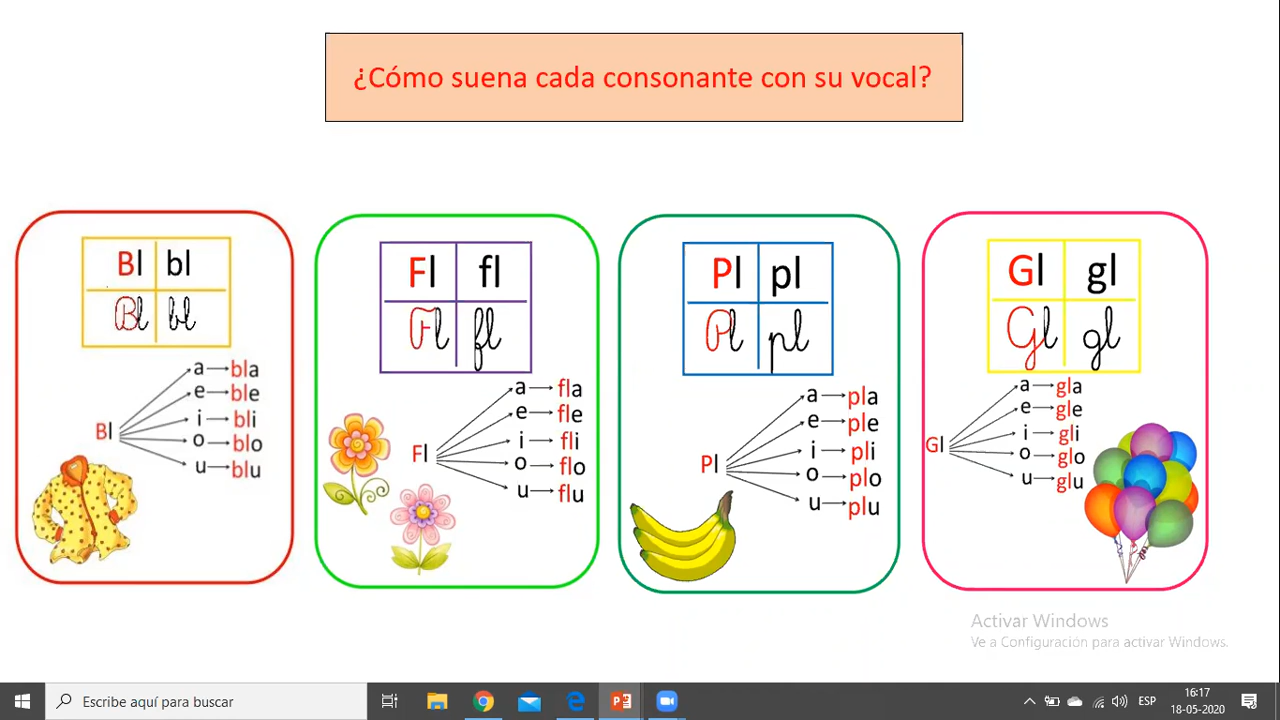 ¿Cómo suena cada consonante con su vocal?
Bl bl
Bl bl
Bl
a bla
e ble
i bli
o blo
u blu
Fl fl
Fl fl
Fl
a fla
e fle
i fli
o flo
u flu
Pl pl
Pl pl
Pl
a pla
e ple
i pli
o plo
u plu
Gl gl
Gl gl
Gl
a gla
e gle
i gli
o glo
u glu
Activar Windows
Ve a Configuración para activar Windows.
Escribe aquí para buscar
ESP
16:17
18-05-2020